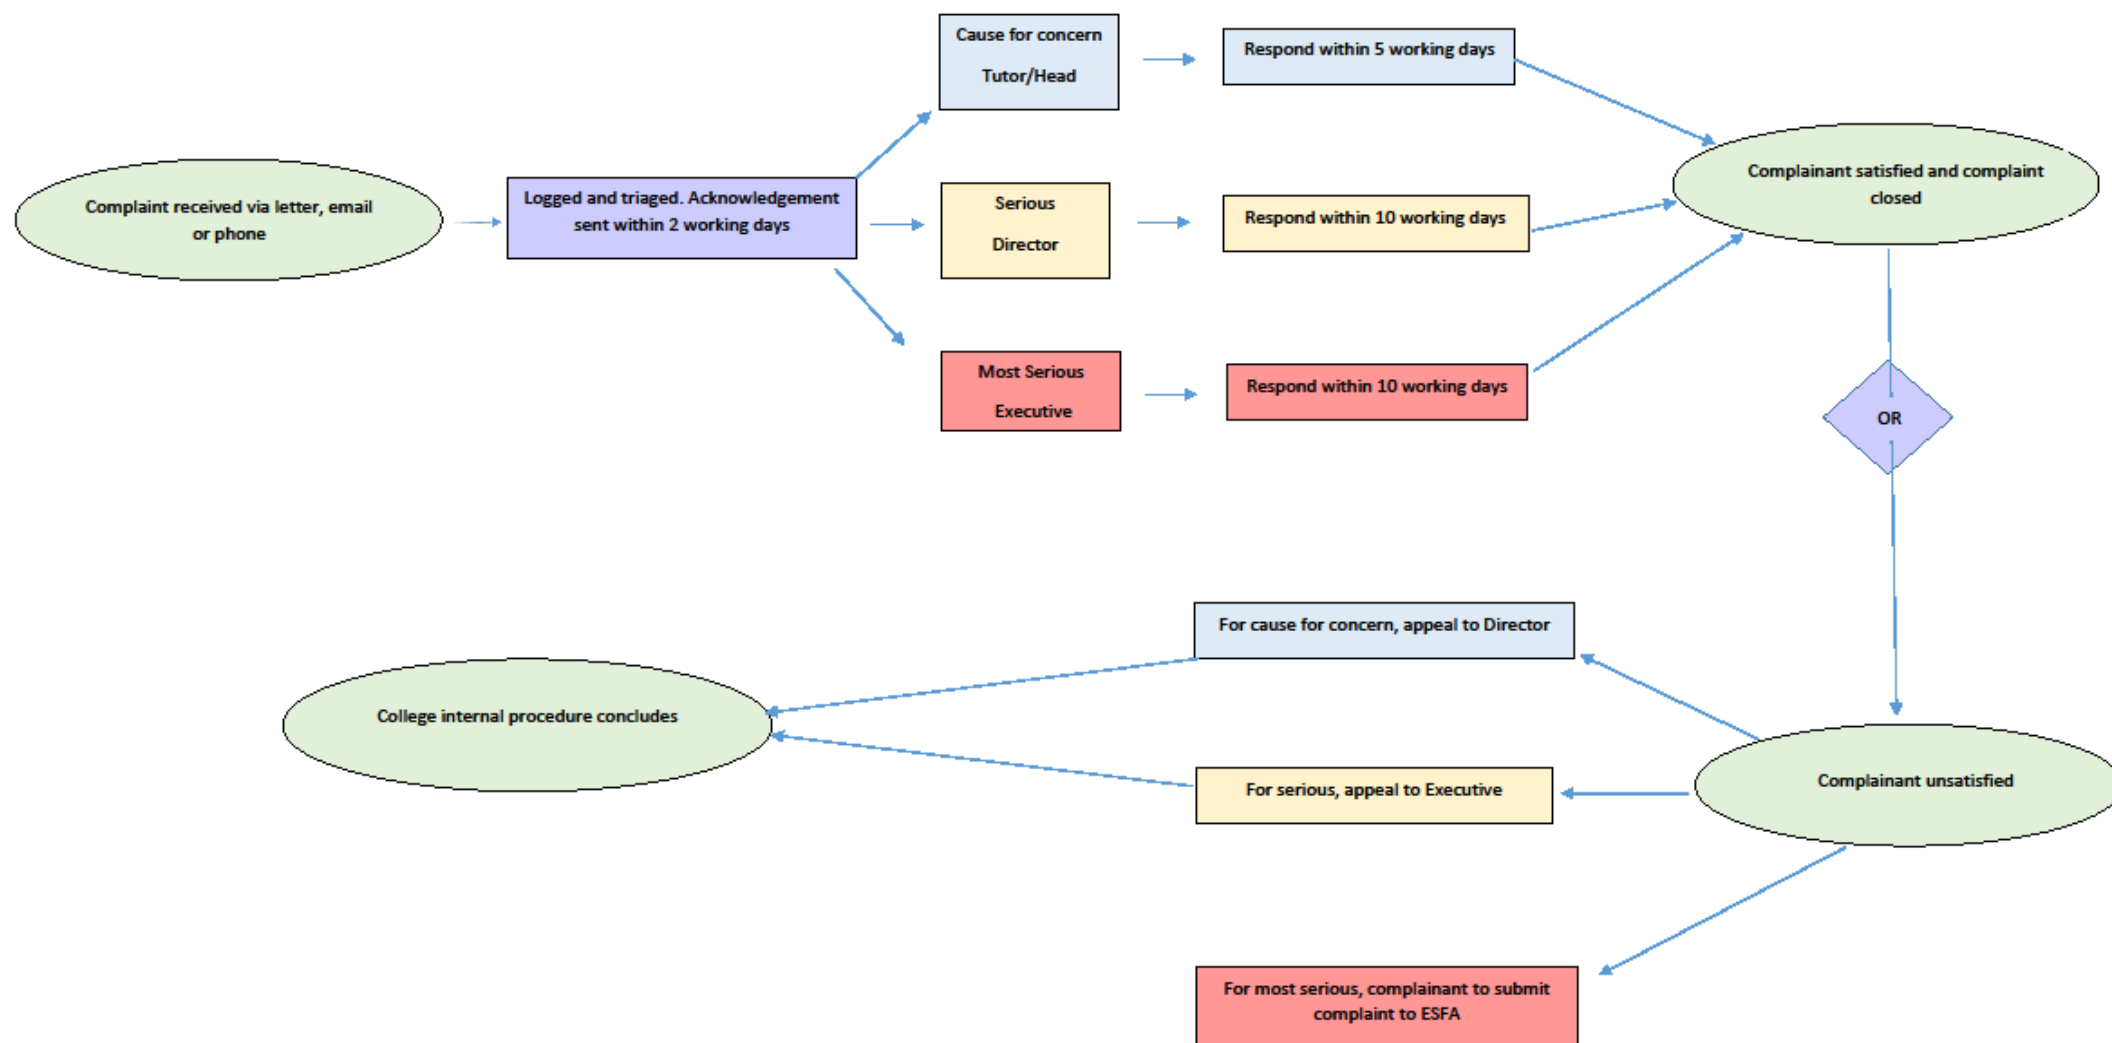 Complaint received via letter, email
or phone
Logged and triaged. Acknowledgement
sent within 2 working days
Cause for concern
Tutor/Head
Respond within 5 working days
Serious
Director
Respond within 10 working days
Most Serious
Executive
Respond within 10 working days
Complainant satisfied and complaint
closed
OR
Complainant unsatisfied
For cause for concern, appeal to Director
For serious, appeal to Executive
For most serious, complainant to submit
complaint to ESFA
College internal procedure concludes